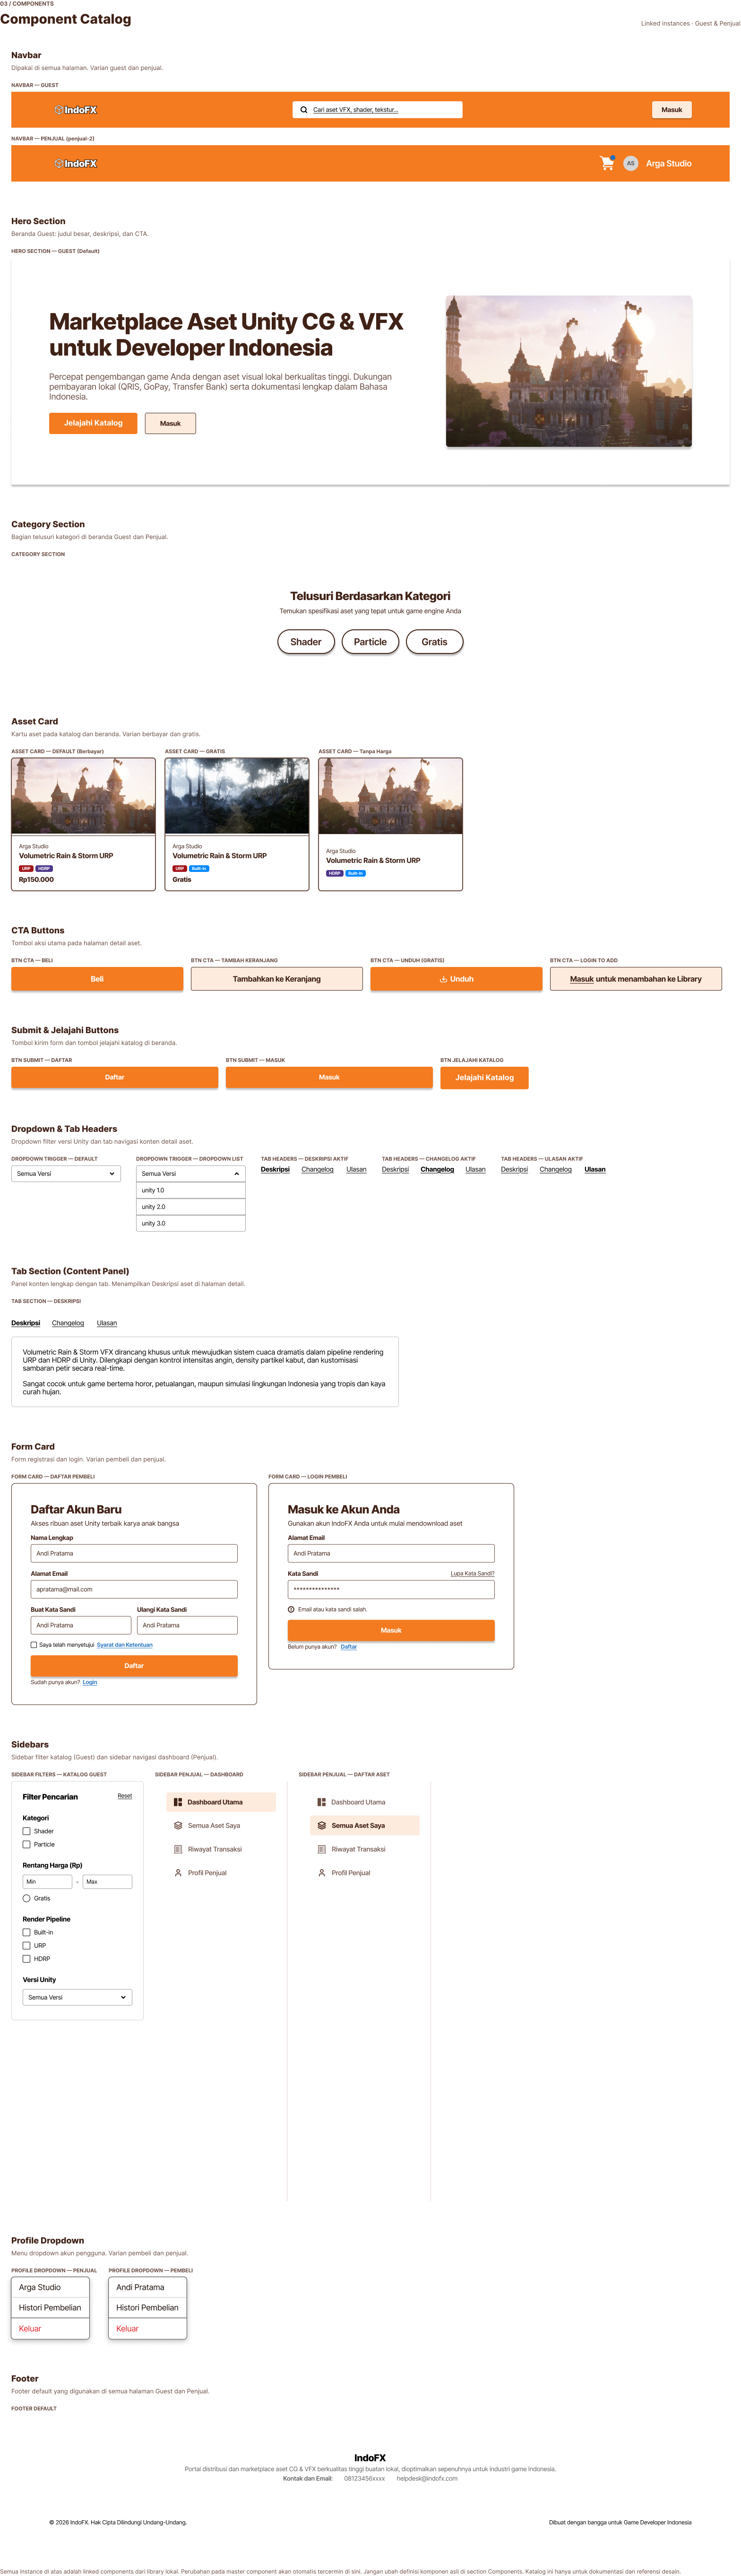 03 / COMPONENTS
Component Catalog
Linked instances · Guest & Penjual
Navbar
Dipakai di semua halaman. Varian guest dan penjual.
NAVBAR — GUEST
IndoFX
Cari aset VFX, shader, tekstur...
Masuk
NAVBAR — PENJUAL (penjual-2)
IndoFX
AS
Arga Studio
Hero Section
Beranda Guest: judul besar, deskripsi, dan CTA.
HERO SECTION — GUEST (Default)
Marketplace Aset Unity CG & VFX
untuk Developer Indonesia
Percepat pengembangan game Anda dengan aset visual lokal berkualitas tinggi. Dukungan
pembayaran lokal (QRIS, GoPay, Transfer Bank) serta dokumentasi lengkap dalam Bahasa
Indonesia.
Jelajahi Katalog
Masuk
Category Section
Bagian telusuri kategori di beranda Guest dan Penjual.
CATEGORY SECTION
Telusuri Berdasarkan Kategori
Temukan spesifikasi aset yang tepat untuk game engine Anda
Shader
Particle
Gratis
Asset Card
Kartu aset pada katalog dan beranda. Varian berbayar dan gratis.
ASSET CARD — DEFAULT (Berbayar)
ASSET CARD — GRATIS
ASSET CARD — Tanpa Harga
Arga Studio
Volumetric Rain & Storm URP
URP
HDRP
Rp150.000
Arga Studio
Volumetric Rain & Storm URP
URP
Built-In
Gratis
Arga Studio
Volumetric Rain & Storm URP
HDRP
Built-In
CTA Buttons
Tombol aksi utama pada halaman detail aset.
BTN CTA — BELI
BTN CTA — TAMBAH KERANJANG
BTN CTA — UNDUH (GRATIS)
BTN CTA — LOGIN TO ADD
Beli
Tambahkan ke Keranjang
Unduh
Masuk untuk menambahan ke Library
Submit & Jelajahi Buttons
Tombol kirim form dan tombol jelajahi katalog di beranda.
BTN SUBMIT — DAFTAR
BTN SUBMIT — MASUK
BTN JELAJAHI KATALOG
Daftar
Masuk
Jelajahi Katalog
Dropdown & Tab Headers
Dropdown filter versi Unity dan tab navigasi konten detail aset.
DROPDOWN TRIGGER — DEFAULT
DROPDOWN TRIGGER — DROPDOWN LIST
TAB HEADERS — DESKRIPSI AKTIF
TAB HEADERS — CHANGELOG AKTIF
TAB HEADERS — ULASAN AKTIF
Semua Versi
Semua Versi
unity 1.0
unity 2.0
unity 3.0
Deskripsi Changelog Ulasan
Deskripsi Changelog Ulasan
Deskripsi Changelog Ulasan
Tab Section (Content Panel)
Panel konten lengkap dengan tab. Menampilkan Deskripsi aset di halaman detail.
TAB SECTION — DESKRIPSI
Deskripsi Changelog Ulasan
Volumetric Rain & Storm VFX dirancang khusus untuk mewujudkan sistem cuaca dramatis dalam pipeline rendering
URP dan HDRP di Unity. Dilengkapi dengan kontrol intensitas angin, density partikel kabut, dan kustomisasi
sambaran petir secara real-time.
Sangat cocok untuk game bertema horor, petualangan, maupun simulasi lingkungan Indonesia yang tropis dan kaya
curah hujan.
Form Card
Form registrasi dan login. Varian pembeli dan penjual.
FORM CARD — DAFTAR PEMBELI
FORM CARD — LOGIN PEMBELI
Daftar Akun Baru
Akses ribuan aset Unity terbaik karya anak bangsa
Nama Lengkap
Andi Pratama
Alamat Email
apratama@mail.com
Buat Kata Sandi
Ulangi Kata Sandi
Andi Pratama
Andi Pratama
Saya telah menyetujui Syarat dan Ketentuan
Daftar
Sudah punya akun? Login
Masuk ke Akun Anda
Gunakan akun IndoFX Anda untuk mulai mendownload aset
Alamat Email
Andi Pratama
Kata Sandi
Lupa Kata Sandi?
***************
Email atau kata sandi salah.
Masuk
Belum punya akun? Daftar
Sidebars
Sidebar filter katalog (Guest) dan sidebar navigasi dashboard (Penjual).
SIDEBAR FILTERS — KATALOG GUEST
SIDEBAR PENJUAL — DASHBOARD
SIDEBAR PENJUAL — DAFTAR ASET
Filter Pencarian
Reset
Kategori
Shader
Particle
Rentang Harga (Rp)
Min
-
Max
Gratis
Render Pipeline
Built-in
URP
HDRP
Versi Unity
Semua Versi
Dashboard Utama
Semua Aset Saya
Riwayat Transaksi
Profil Penjual
Dashboard Utama
Semua Aset Saya
Riwayat Transaksi
Profil Penjual
Profile Dropdown
Menu dropdown akun pengguna. Varian pembeli dan penjual.
PROFILE DROPDOWN — PENJUAL
PROFILE DROPDOWN — PEMBELI
Arga Studio
Histori Pembelian
Keluar
Andi Pratama
Histori Pembelian
Keluar
Footer
Footer default yang digunakan di semua halaman Guest dan Penjual.
FOOTER DEFAULT
IndoFX
Portal distribusi dan marketplace aset CG & VFX berkualitas tinggi buatan lokal, dioptimalkan sepenuhnya untuk industri game Indonesia.
Kontak dan Email: 08123456xxxx helpdesk@indofx.com
© 2026 IndoFX. Hak Cipta Dilindungi Undang-Undang.
Dibuat dengan bangga untuk Game Developer Indonesia
Semua instance di atas adalah linked components dari library lokal. Perubahan pada master component akan otomatis tercermin di sini. Jangan ubah definisi komponen asli di section Components. Katalog ini hanya untuk dokumentasi dan referensi desain.